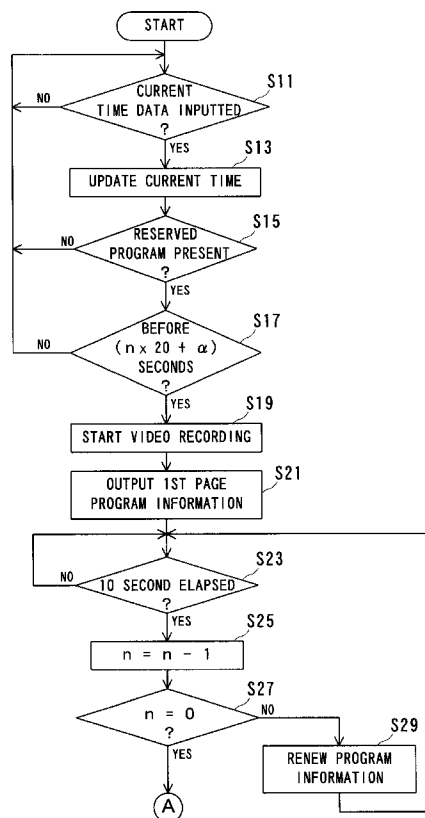 START
S11
CURRENT
TIME DATA INPUTTED
?
NO
YES
S13
UPDATE CURRENT TIME
S15
RESERVED
PROGRAM PRESENT
?
NO
YES
S17
BEFORE
(n x 20 + α)
SECONDS
?
NO
YES
S19
START VIDEO RECORDING
S21
OUTPUT 1ST PAGE
PROGRAM INFORMATION
S23
10 SECOND ELAPSED
?
NO
YES
S25
n = n - 1
S27
n = 0
?
NO
YES
S29
RENEW PROGRAM
INFORMATION
A